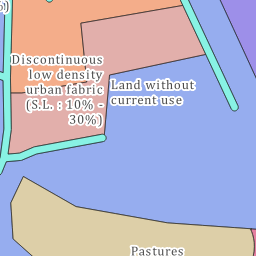 Discontinuous
low density
urban fabric
(S.L. : 10% -
30%)
Land without
current use
Pastures